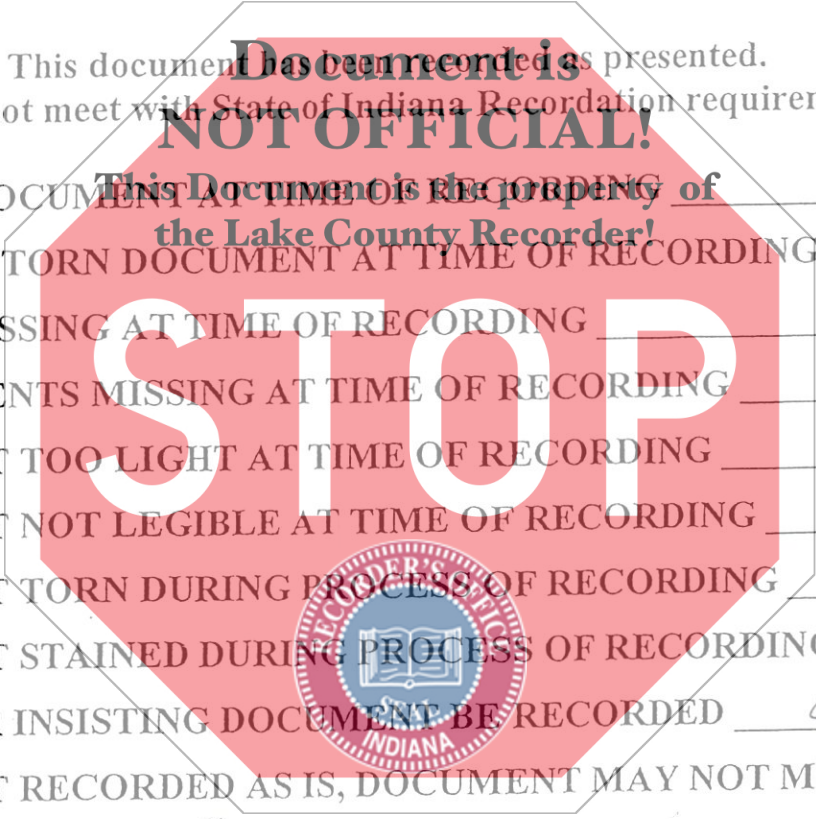 This document has been recorded as presented.
Document is
ot meet with State of Indiana Recordation requirem
NOT OFFICIAL!
OCUMENT AT TIME OF RECORDING
This Document is the property of
the Lake County Recorder!
TORN DOCUMENT AT TIME OF RECORDING
SSING AT TIME OF RECORDING
STOP
ENTS MISSING AT TIME OF RECORDING
T TOO LIGHT AT TIME OF RECORDING
T NOT LEGIBLE AT TIME OF RECORDING
T TORN DURING PROCESS OF RECORDING
RECORDER'S OFFICE
T STAINED DURING PROCESS OF RECORDING
INSISTING DOCUMENT BE RECORDED
INDIANA
T RECORDED AS IS, DOCUMENT MAY NOT M